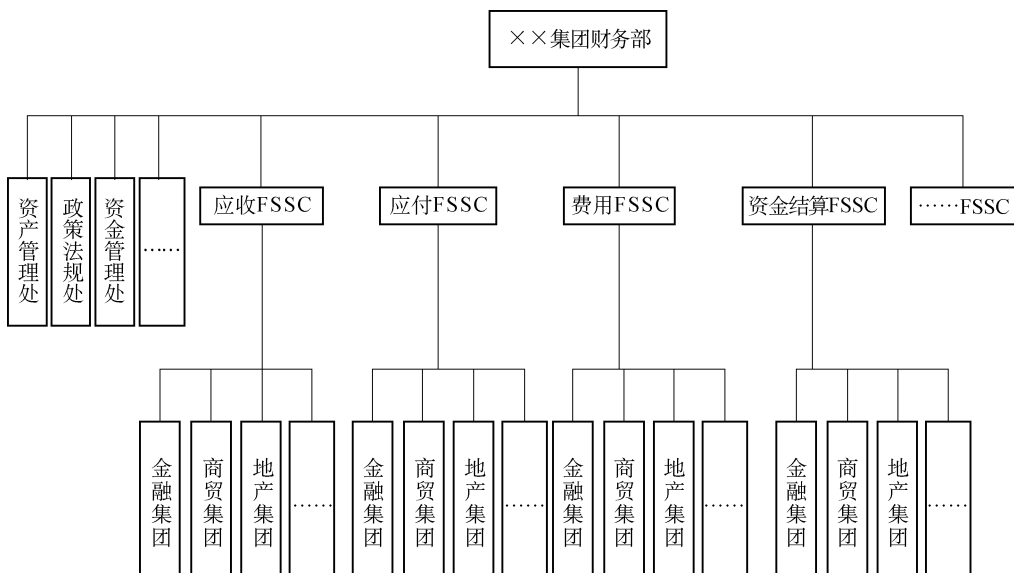 ××集团财务部
资产管理处
政策法规处
资金管理处
……
应收FSSC
应付FSSC
费用FSSC
资金结算FSSC
……FSSC
金融集团
商贸集团
地产集团
……
金融集团
商贸集团
地产集团
……
金融集团
商贸集团
地产集团
……
金融集团
商贸集团
地产集团
……